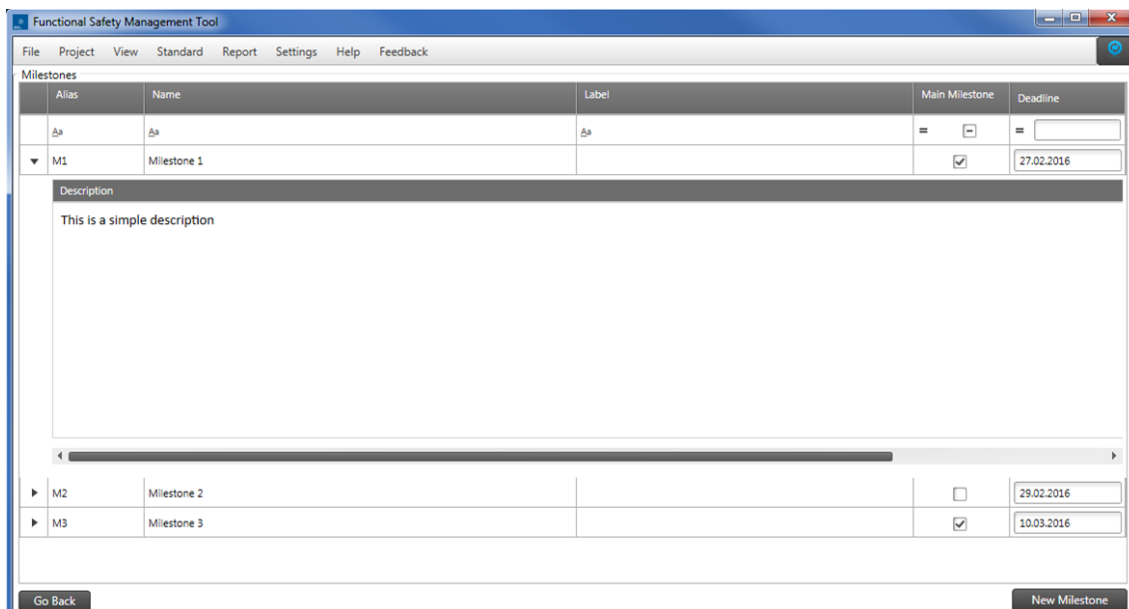 Functional Safety Management Tool
File Project View Standard Report Settings Help Feedback
Milestones
Alias Name Label Main Milestone Deadline
Aa Aa Aa = =
M1 Milestone 1 27.02.2016
Description
This is a simple description
M2 Milestone 2 29.02.2016
M3 Milestone 3 10.03.2016
Go Back New Milestone